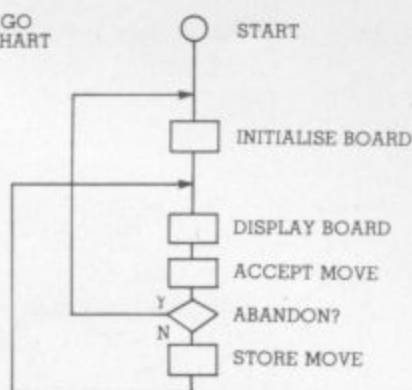 GO
HART
START
INITIALISE BOARD
DISPLAY BOARD
ACCEPT MOVE
Y
ABANDON?
N
STORE MOVE